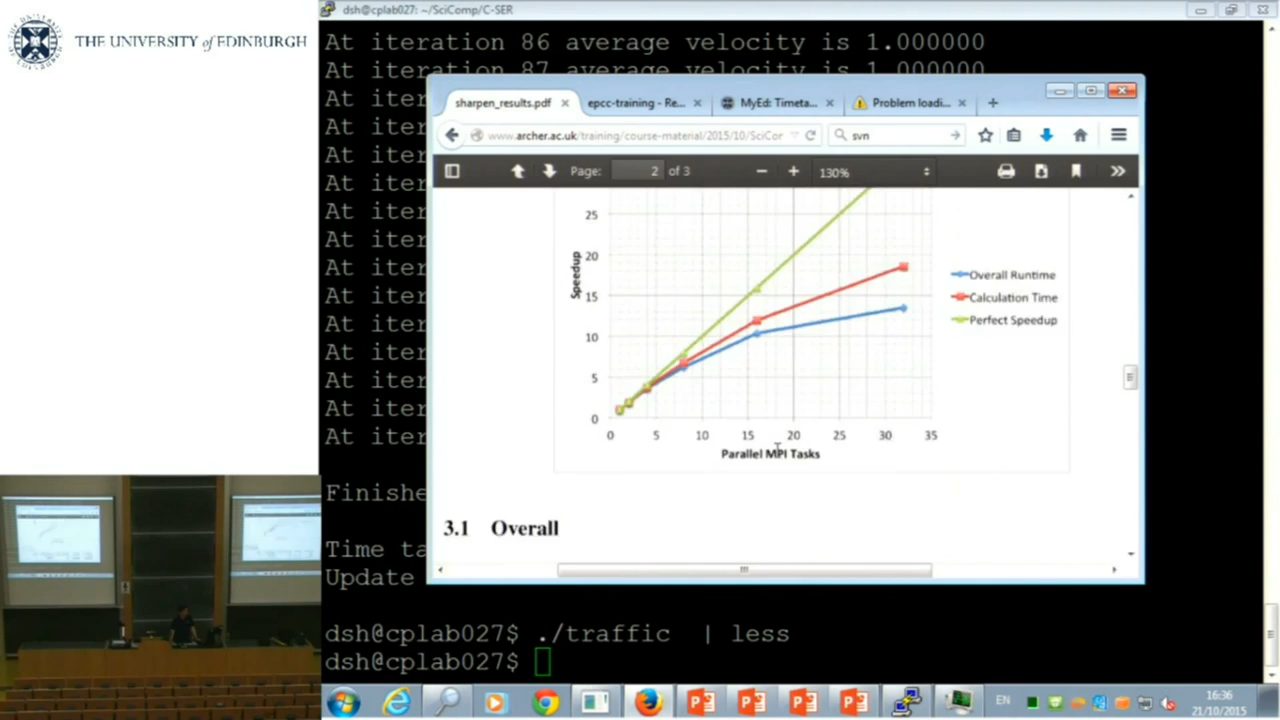 THE UNIVERSITY of EDINBURGH
dsh@cplab027: ~/SciComp/C-SER
At iteration 86 average velocity is 1.000000
At iteration 87 average velocity is 1.000000
At iter
At iter
At iter
At iter
At iter
At iter
At iter
At iter
At iter
At iter
At iter
At iter
At iter
Finishe
Time ta
Update
dsh@cplab027$ ./traffic | less
dsh@cplab027$
sharpen_results.pdf
epcc-training - Re...
MyEd: Timeta...
Problem loadi...
www.archer.ac.uk/training/course-material/2015/10/SciCor
svn
Page: 2 of 3
130%
25
20
15
10
5
0
Speedup
0 5 10 15 20 25 30 35
Parallel MPI Tasks
Overall Runtime
Calculation Time
Perfect Speedup
3.1 Overall
EN
16:36
21/10/2015